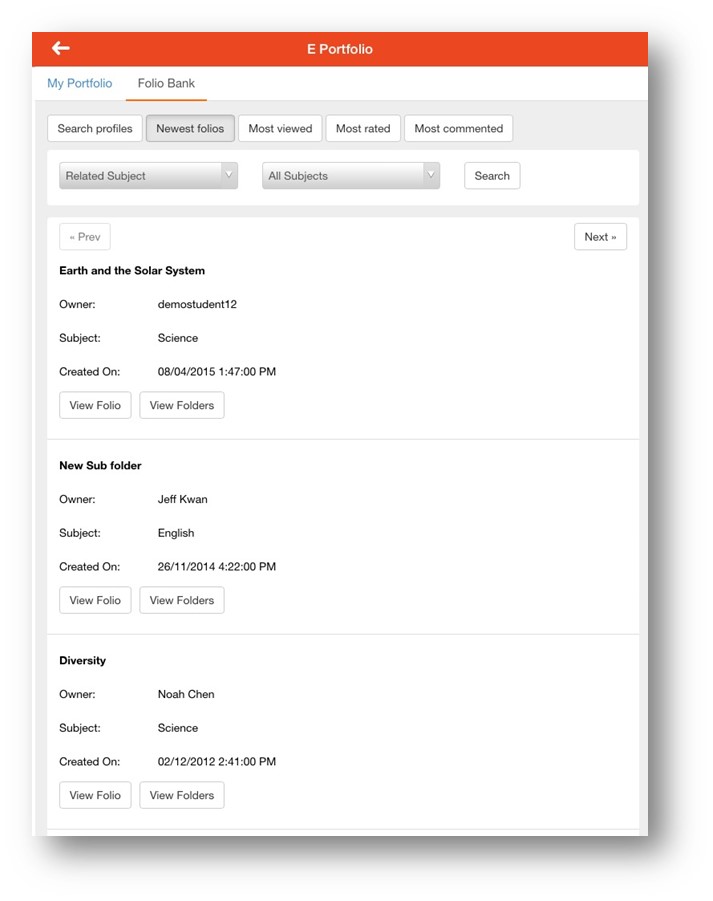 E Portfolio
My Portfolio Folio Bank
Search profiles Newest folios Most viewed Most rated Most commented
Related Subject All Subjects Search
« Prev Next »
Earth and the Solar System
Owner: demostudent12
Subject: Science
Created On: 08/04/2015 1:47:00 PM
View Folio View Folders
New Sub folder
Owner: Jeff Kwan
Subject: English
Created On: 26/11/2014 4:22:00 PM
View Folio View Folders
Diversity
Owner: Noah Chen
Subject: Science
Created On: 02/12/2012 2:41:00 PM
View Folio View Folders